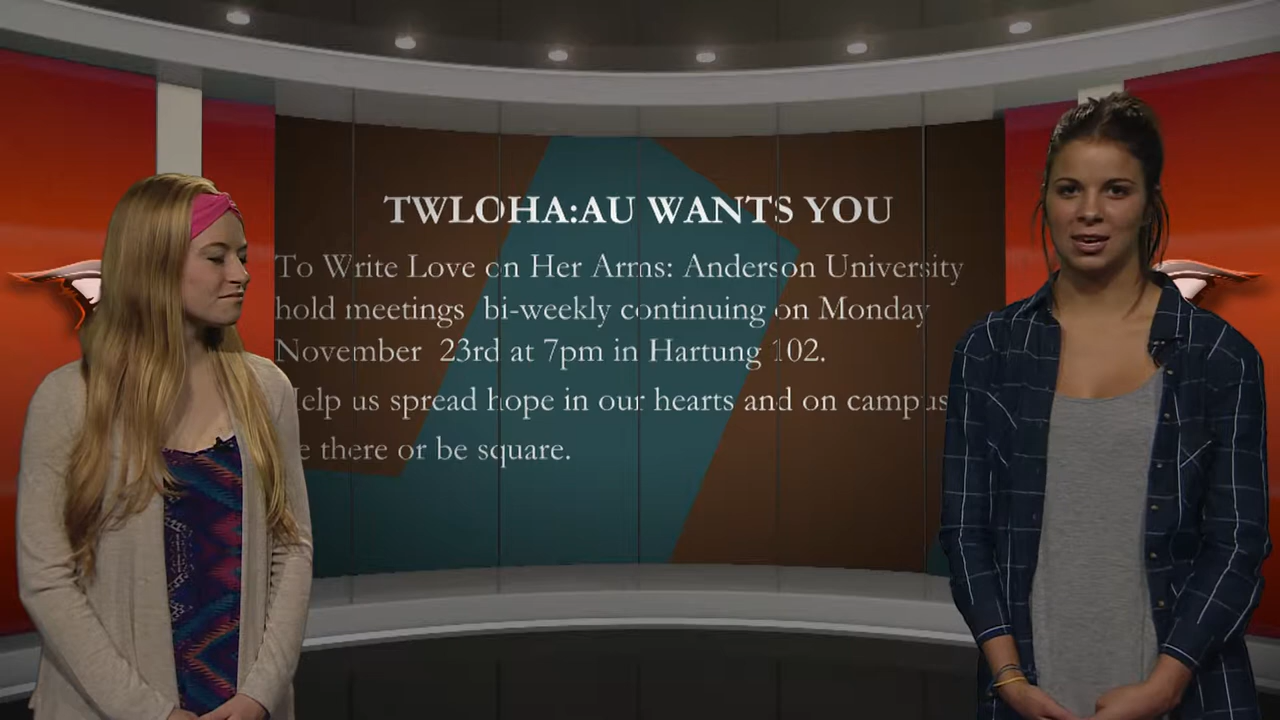 TWLOHA:AU WANTS YOU
To Write Love on Her Arms: Anderson University
hold meetings bi-weekly continuing on Monday
November 23rd at 7pm in Hartung 102.
Help us spread hope in our hearts and on campus
there or be square.